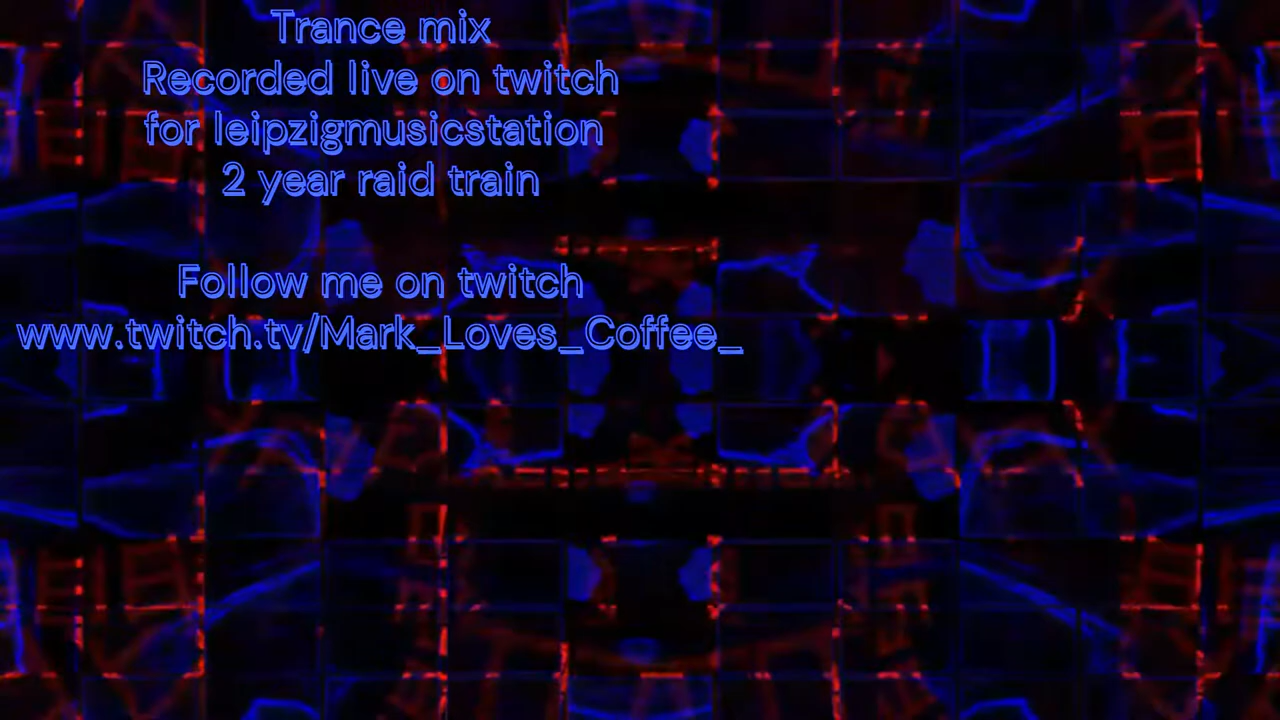 Trance mix
Recorded live on twitch
for leipzigmusicstation
2 year raid train
Follow me on twitch
www.twitch.tv/Mark_Loves_Coffee_